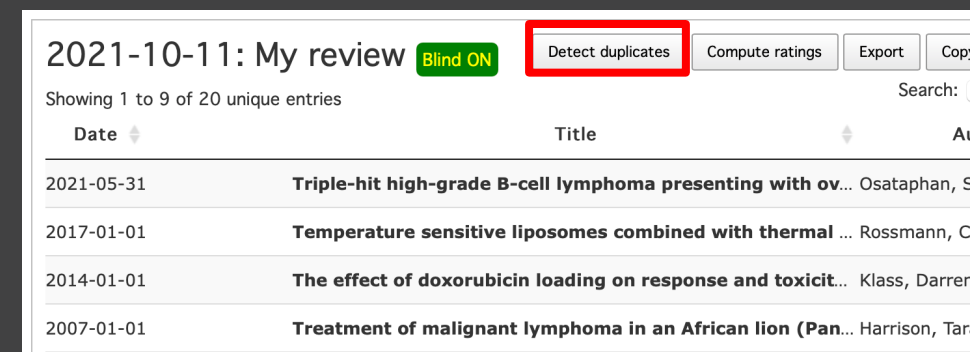 2021-10-11: My review Blind ON Detect duplicates Compute ratings Export Copy
Showing 1 to 9 of 20 unique entries Search:
Date Title
2021-05-31 Triple-hit high-grade B-cell lymphoma presenting with ov... Osataphan, S
2017-01-01 Temperature sensitive liposomes combined with thermal ... Rossmann, C
2014-01-01 The effect of doxorubicin loading on response and toxicit... Klass, Darren
2007-01-01 Treatment of malignant lymphoma in an African lion (Pan... Harrison, Tar